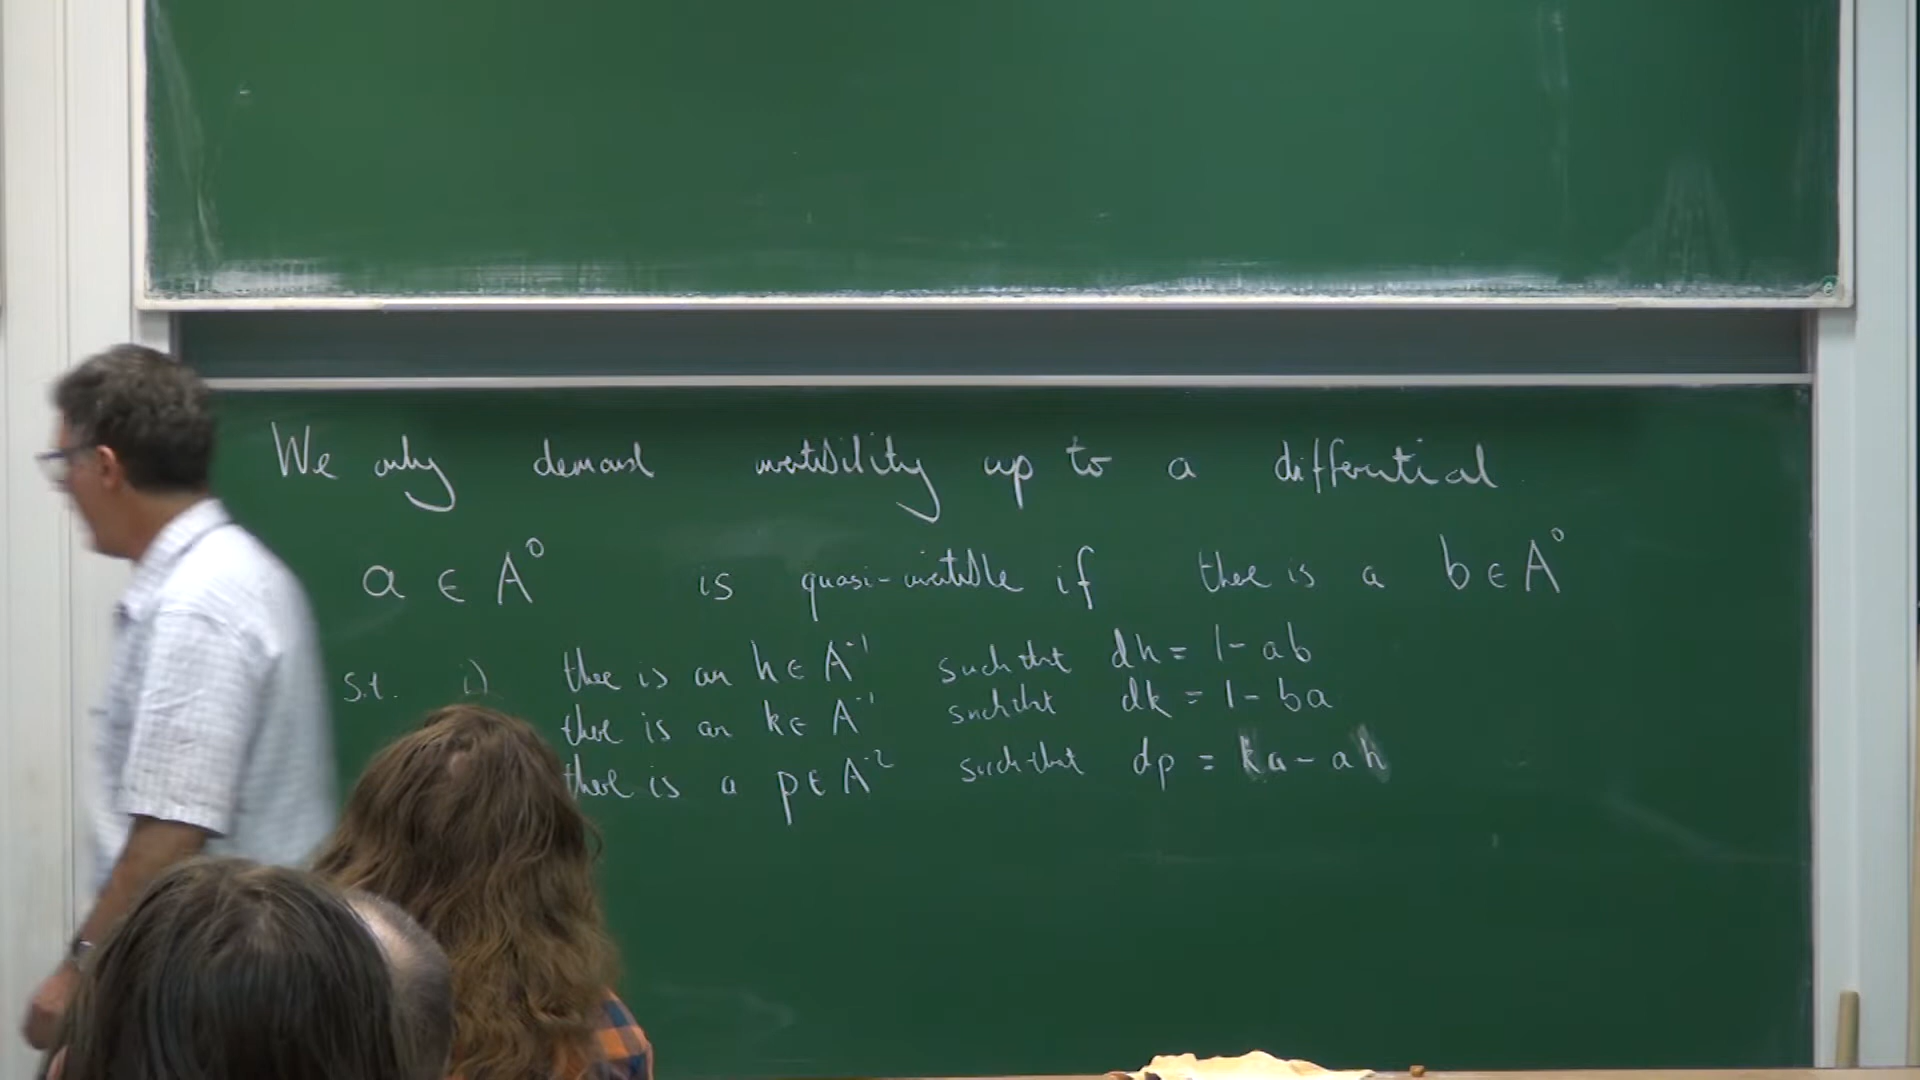 We only demand invertibility up to a differential.
a ∈ A⁰ is quasi-invertible if there is a b ∈ A⁰
s.t. i) there is an h ∈ A⁻¹ such that dh = 1 - ab
there is an k ∈ A⁻¹ such that dk = 1 - ba
there is a p ∈ A⁻² such that dp = ka - ah